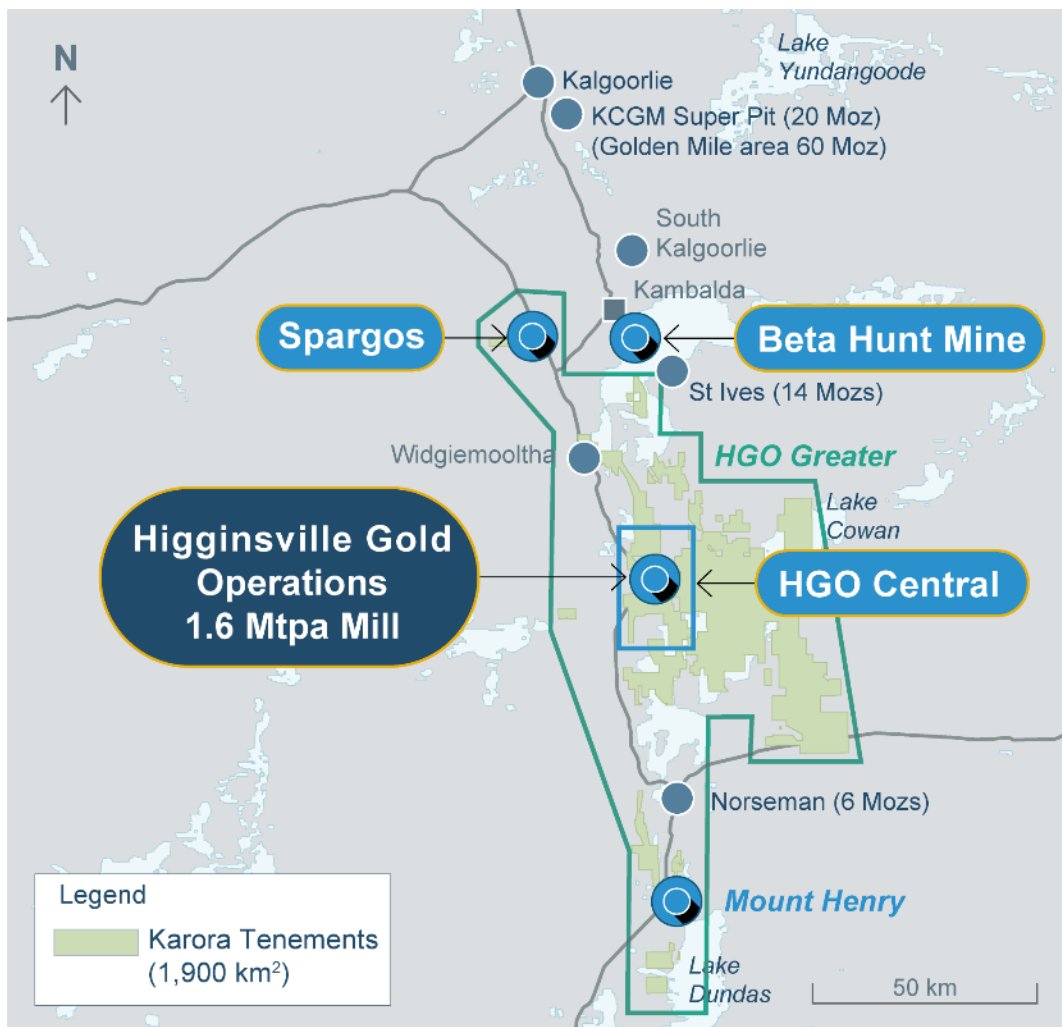 N
Lake
Yundangoode
Kalgoorlie
KCGM Super Pit (20 Moz)
(Golden Mile area 60 Moz)
South
Kalgoorlie
Kambalda
Spargos
Beta Hunt Mine
St Ives (14 Mozs)
Widgiemooltha
HGO Greater
Lake
Cowan
Higginsville Gold
Operations
1.6 Mtpa Mill
HGO Central
Norseman (6 Mozs)
Mount Henry
Legend
Karora Tenements
(1,900 km²)
Lake
Dundas
50 km